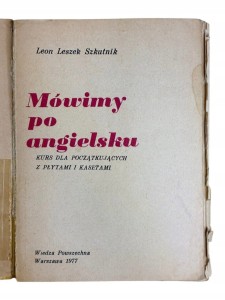 Leon Leszek Szkutnik
Mówimy
po
angielsku
KURS DLA POCZĄTKUJĄCYCH
Z PŁYTAMI I KASETAMI
Wiedza Powszechna
Warszawa 1977